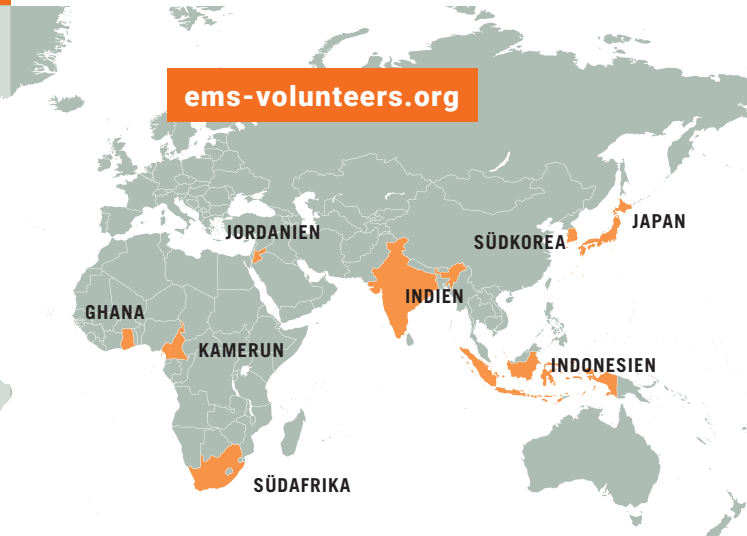 ems-volunteers.org
JAPAN
JORDANIEN
SÜDKOREA
INDIEN
GHANA
KAMERUN
INDONESIEN
SÜDAFRIKA